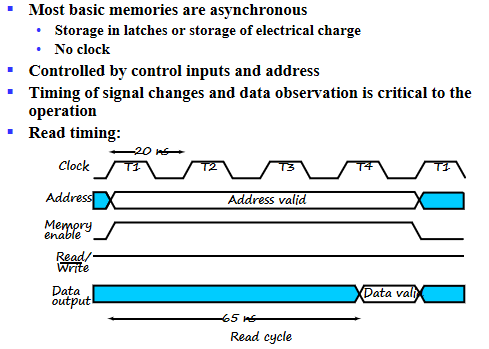 Most basic memories are asynchronous
Storage in latches or storage of electrical charge
No clock
Controlled by control inputs and address
Timing of signal changes and data observation is critical to the
operation
Read timing:
20 ns
Clock T1 T2 T3 T4 T1
Address Address valid
Memory
enable
Read/
Write
Data
output Data valid
65 ns
Read cycle